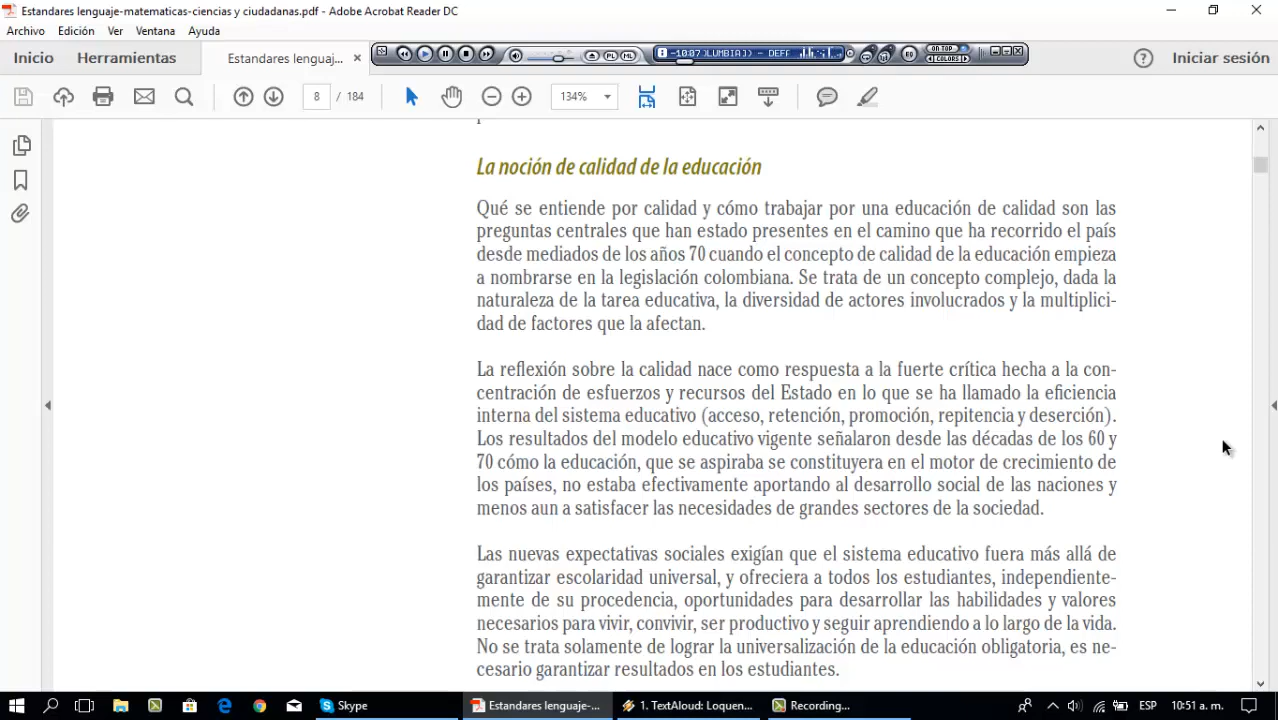 Estandares lenguaje-matematicas-ciencias y ciudadanas.pdf - Adobe Acrobat Reader DC
Archivo Edición Ver Ventana Ayuda
Inicio Herramientas Estandares lenguaj... × Iniciar sesión
-10:07 LUMBIA]) - DEFF
PL ML EQ ON TOP COLORS
8 / 184 134%
La noción de calidad de la educación
Qué se entiende por calidad y cómo trabajar por una educación de calidad son las
preguntas centrales que han estado presentes en el camino que ha recorrido el país
desde mediados de los años 70 cuando el concepto de calidad de la educación empieza
a nombrarse en la legislación colombiana. Se trata de un concepto complejo, dada la
naturaleza de la tarea educativa, la diversidad de actores involucrados y la multiplici-
dad de factores que la afectan.
La reflexión sobre la calidad nace como respuesta a la fuerte crítica hecha a la con-
centración de esfuerzos y recursos del Estado en lo que se ha llamado la eficiencia
interna del sistema educativo (acceso, retención, promoción, repitencia y deserción).
Los resultados del modelo educativo vigente señalaron desde las décadas de los 60 y
70 cómo la educación, que se aspiraba se constituyera en el motor de crecimiento de
los países, no estaba efectivamente aportando al desarrollo social de las naciones y
menos aun a satisfacer las necesidades de grandes sectores de la sociedad.
Las nuevas expectativas sociales exigían que el sistema educativo fuera más allá de
garantizar escolaridad universal, y ofreciera a todos los estudiantes, independiente-
mente de su procedencia, oportunidades para desarrollar las habilidades y valores
necesarios para vivir, convivir, ser productivo y seguir aprendiendo a lo largo de la vida.
No se trata solamente de lograr la universalización de la educación obligatoria, es ne-
cesario garantizar resultados en los estudiantes.
Skype Estandares lenguaje-... 1. TextAloud: Loquen... Recording... ESP 10:51 a. m.